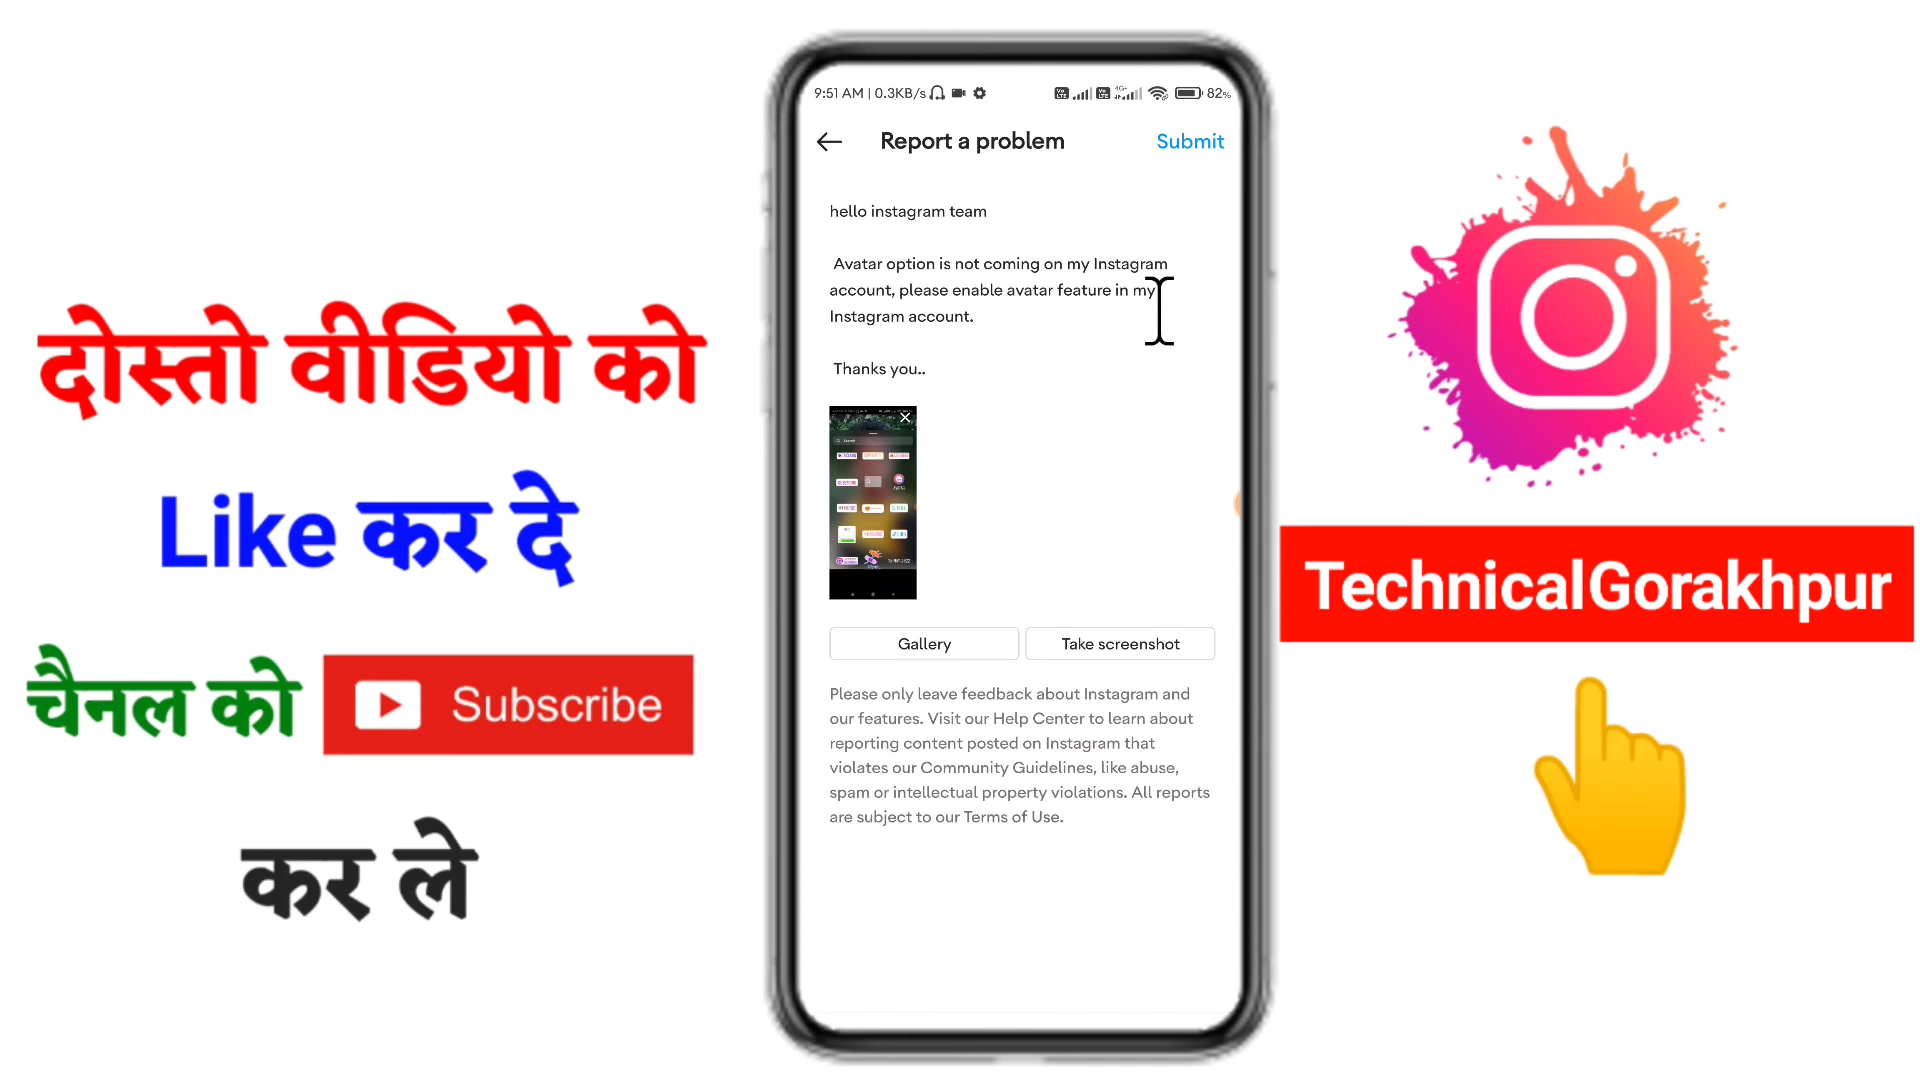 दोस्तो वीडियो को
Like कर दे
चैनल को Subscribe
कर ले
9:51 AM | 0.3KB/s
82%
Report a problem
Submit
hello instagram team
Avatar option is not coming on my Instagram
account, please enable avatar feature in my
Instagram account.
Thanks you..
Gallery
Take screenshot
Please only leave feedback about Instagram and
our features. Visit our Help Center to learn about
reporting content posted on Instagram that
violates our Community Guidelines, like abuse,
spam or intellectual property violations. All reports
are subject to our Terms of Use.
TechnicalGorakhpur